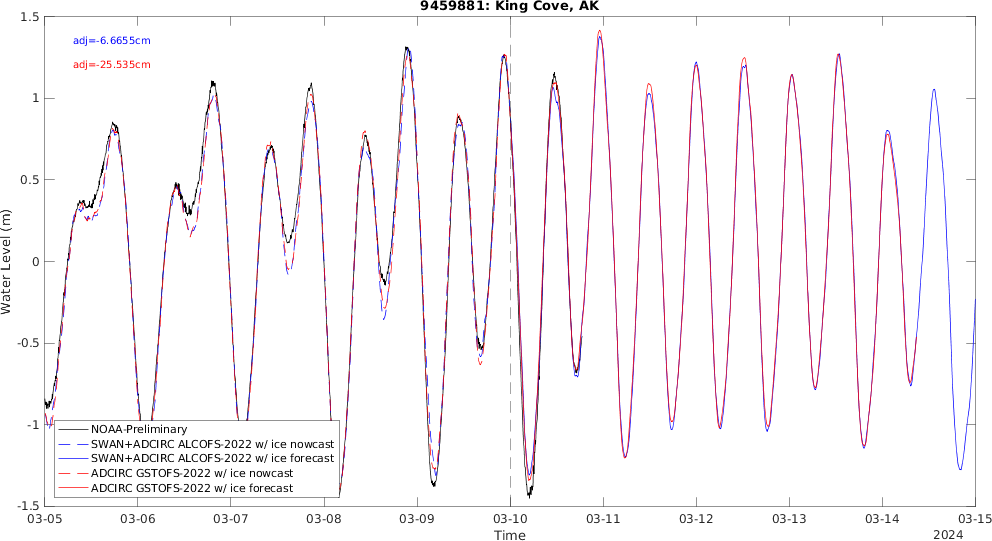 9459881: King Cove, AK
1.5
adj=-6.6655cm
adj=-25.535cm
1
0.5
Water Level (m)
0
-0.5
-1
-1.5
NOAA-Preliminary
SWAN+ADCIRC ALCOFS-2022 w/ ice nowcast
SWAN+ADCIRC ALCOFS-2022 w/ ice forecast
ADCIRC GSTOFS-2022 w/ ice nowcast
ADCIRC GSTOFS-2022 w/ ice forecast
03-05 03-06 03-07 03-08 03-09 03-10 03-11 03-12 03-13 03-14 03-15
Time
2024